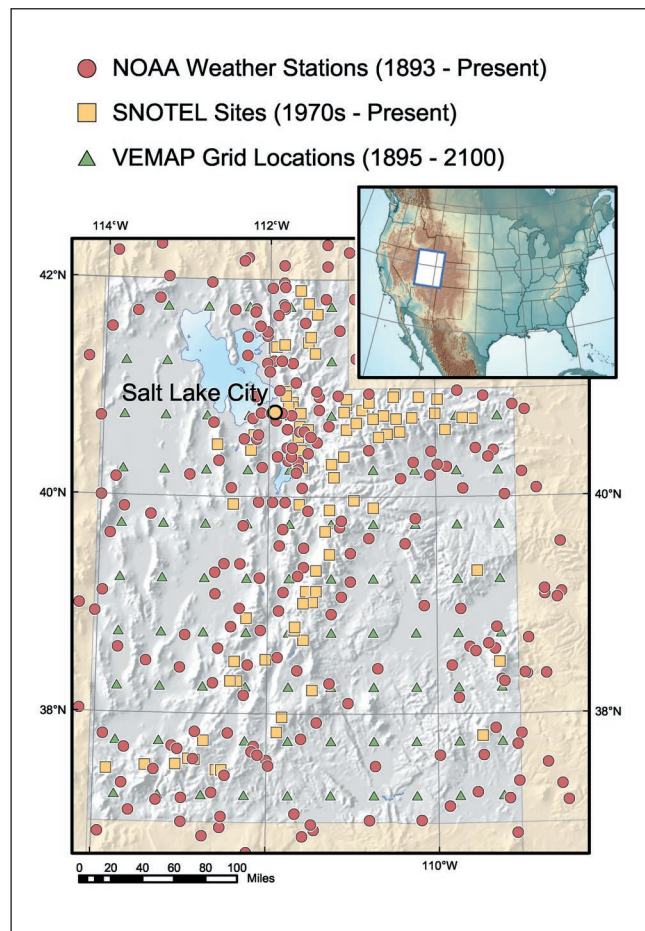 NOAA Weather Stations (1893 - Present)
SNOTEL Sites (1970s - Present)
VEMAP Grid Locations (1895 - 2100)
114°W
112°W
42°N
Salt Lake City
40°N
40°N
38°N
38°N
110°W
0 20 40 60 80 100
Miles